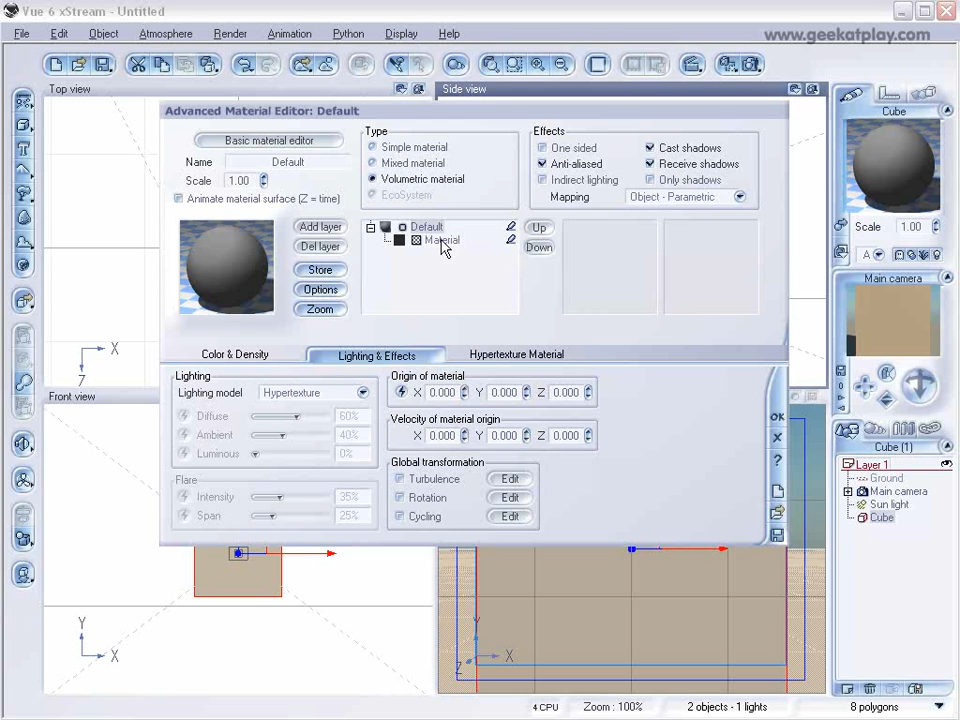 Vue 6 xStream - Untitled
File Edit Object Atmosphere Render Animation Python Display Help
www.geekatplay.com
Top view
Side view
Advanced Material Editor: Default
Basic material editor
Name Default
Scale 1.00
Animate material surface (Z = time)
Type
Simple material
Mixed material
Volumetric material
EcoSystem
Effects
One sided Cast shadows
Anti-aliased Receive shadows
Indirect lighting Only shadows
Mapping Object - Parametric
Add layer
Del layer
Store
Options
Zoom
Default
Material
Up
Down
Color & Density Lighting & Effects Hypertexture Material
Lighting
Lighting model Hypertexture
Diffuse 60%
Ambient 40%
Luminous 0%
Flare
Intensity 35%
Span 25%
Origin of material
X 0.000 Y 0.000 Z 0.000
Velocity of material origin
X 0.000 Y 0.000 Z 0.000
Global transformation
Turbulence Edit
Rotation Edit
Cycling Edit
OK
?
Cube
Scale 1.00
A
Main camera
0
Cube (1)
Layer 1
Ground
Main camera
Sun light
Cube
X
Z
Front view
Y
X
Y
X
Z
4 CPU Zoom : 100% 2 objects - 1 lights 8 polygons